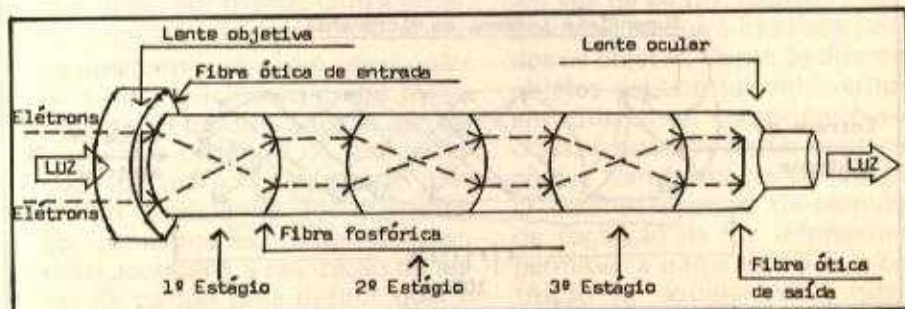 Lente objetiva
Lente ocular
Fibra ótica de entrada
Elétrons
LUZ
LUZ
Elétrons
Fibra fosfórica
1º Estágio
2º Estágio
3º Estágio
Fibra ótica
de saída